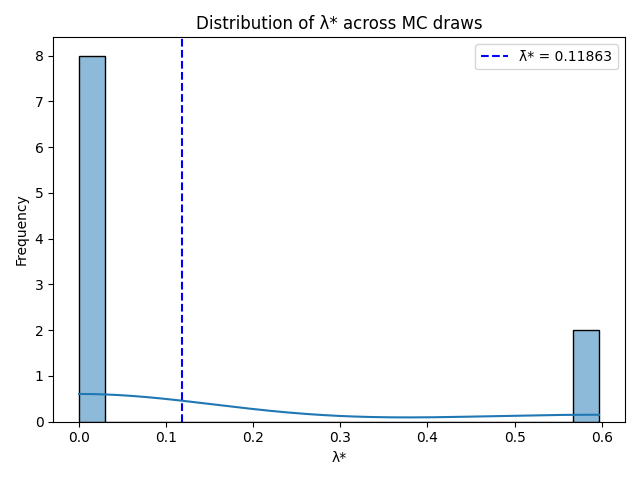 Distribution of λ* across MC draws
λ̄* = 0.11863
Frequency
8
7
6
5
4
3
2
1
0
0.0 0.1 0.2 0.3 0.4 0.5 0.6
λ*